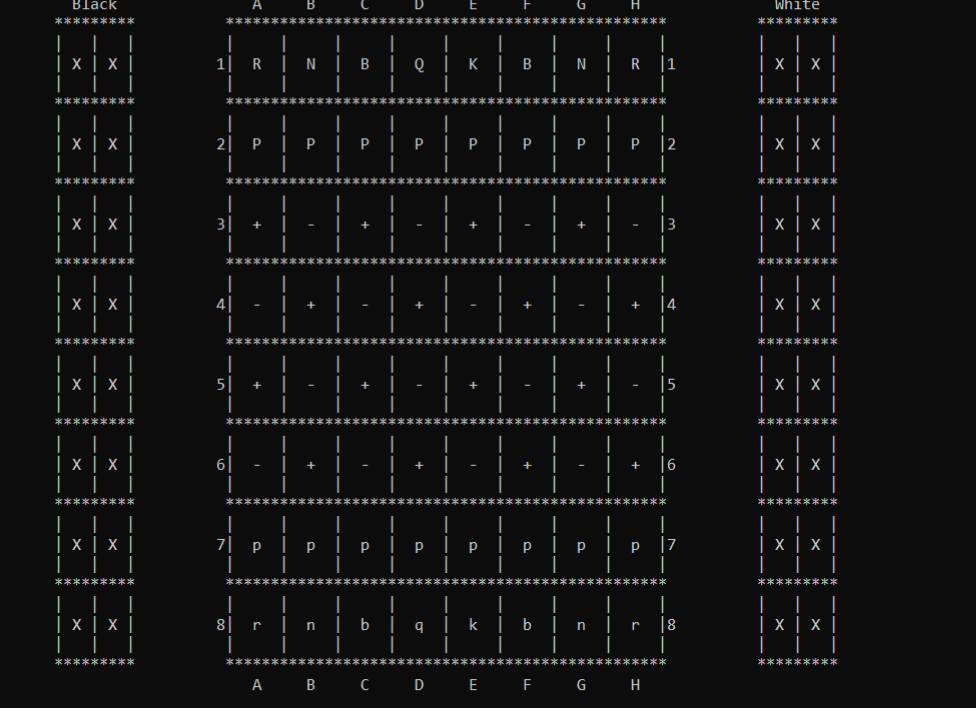 Black A B C D E F G H White
********* ************************************************* *********
| | | | | | | | | | | | | | |
| X | X | 1| R | N | B | Q | K | B | N | R |1 | X | X |
| | | | | | | | | | | | | | |
********* ************************************************* *********
| | | | | | | | | | | | | | |
| X | X | 2| P | P | P | P | P | P | P | P |2 | X | X |
| | | | | | | | | | | | | | |
********* ************************************************* *********
| | | | | | | | | | | | | | |
| X | X | 3| + | - | + | - | + | - | + | - |3 | X | X |
| | | | | | | | | | | | | | |
********* ************************************************* *********
| | | | | | | | | | | | | | |
| X | X | 4| - | + | - | + | - | + | - | + |4 | X | X |
| | | | | | | | | | | | | | |
********* ************************************************* *********
| | | | | | | | | | | | | | |
| X | X | 5| + | - | + | - | + | - | + | - |5 | X | X |
| | | | | | | | | | | | | | |
********* ************************************************* *********
| | | | | | | | | | | | | | |
| X | X | 6| - | + | - | + | - | + | - | + |6 | X | X |
| | | | | | | | | | | | | | |
********* ************************************************* *********
| | | | | | | | | | | | | | |
| X | X | 7| p | p | p | p | p | p | p | p |7 | X | X |
| | | | | | | | | | | | | | |
********* ************************************************* *********
| | | | | | | | | | | | | | |
| X | X | 8| r | n | b | q | k | b | n | r |8 | X | X |
| | | | | | | | | | | | | | |
********* ************************************************* *********
A B C D E F G H